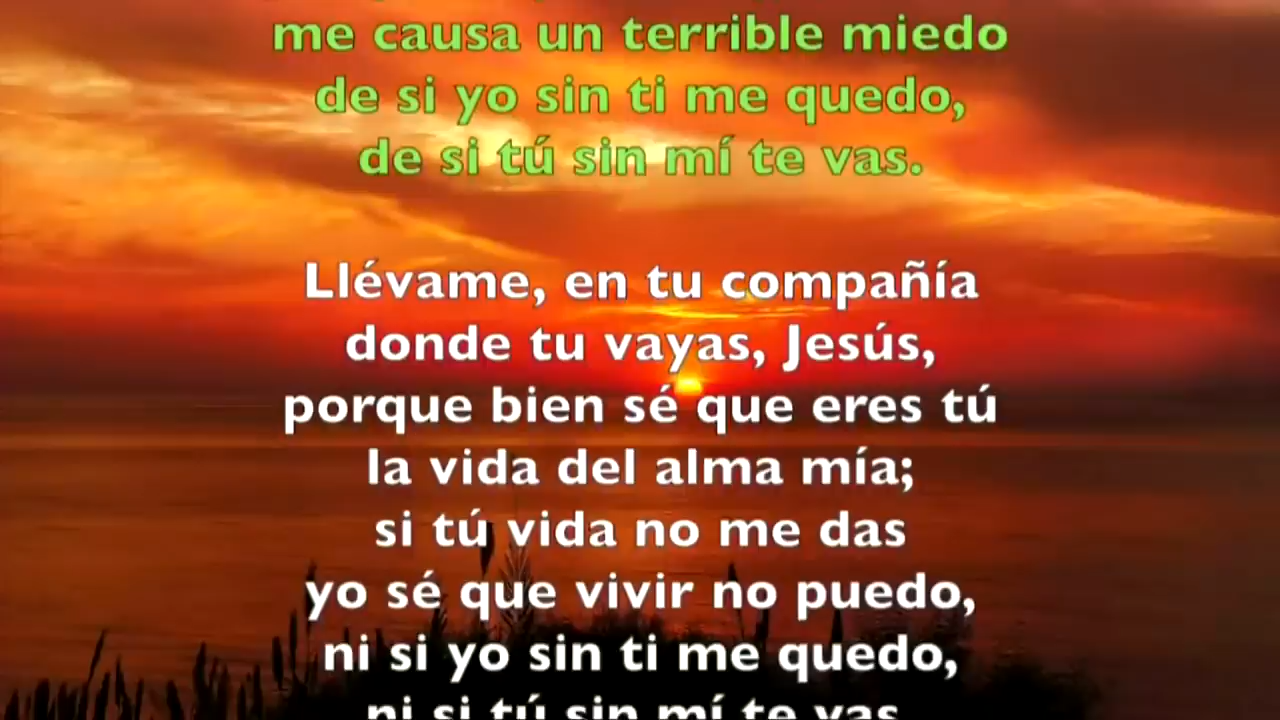 me causa un terrible miedo
de si yo sin ti me quedo,
de si tú sin mí te vas.
Llévame, en tu compañía
donde tu vayas, Jesús,
porque bien sé que eres tú
la vida del alma mía;
si tú vida no me das
yo sé que vivir no puedo,
ni si yo sin ti me quedo,
ni si tú sin mí te vas.